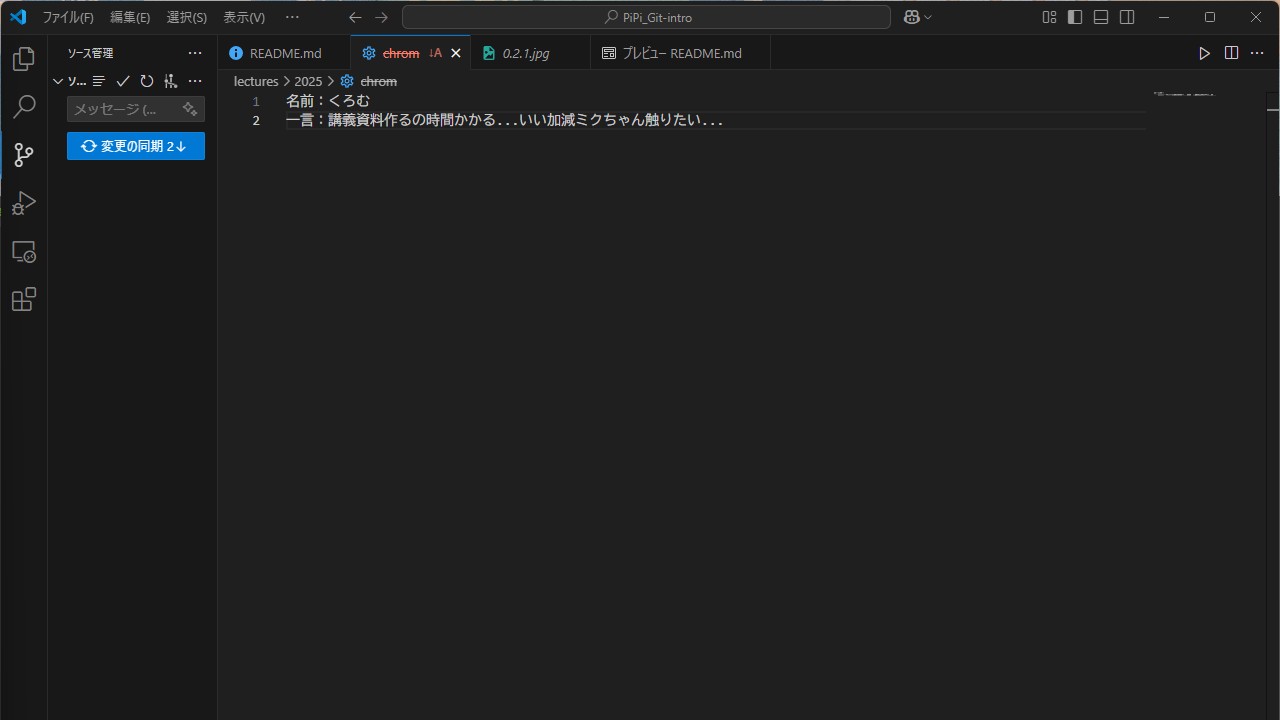 ファイル(F) 編集(E) 選択(S) 表示(V) ··· PiPi_Git-intro
ソース管理 ···
README.md chrom ↓A 0.2.1.jpg プレビュー README.md ···
lectures > 2025 > chrom
ソ... ···
メッセージ (...
変更の同期 2↓
1 名前：くろむ
2 一言：講義資料作るの時間かかる...いい加減ミクちゃん触りたい...